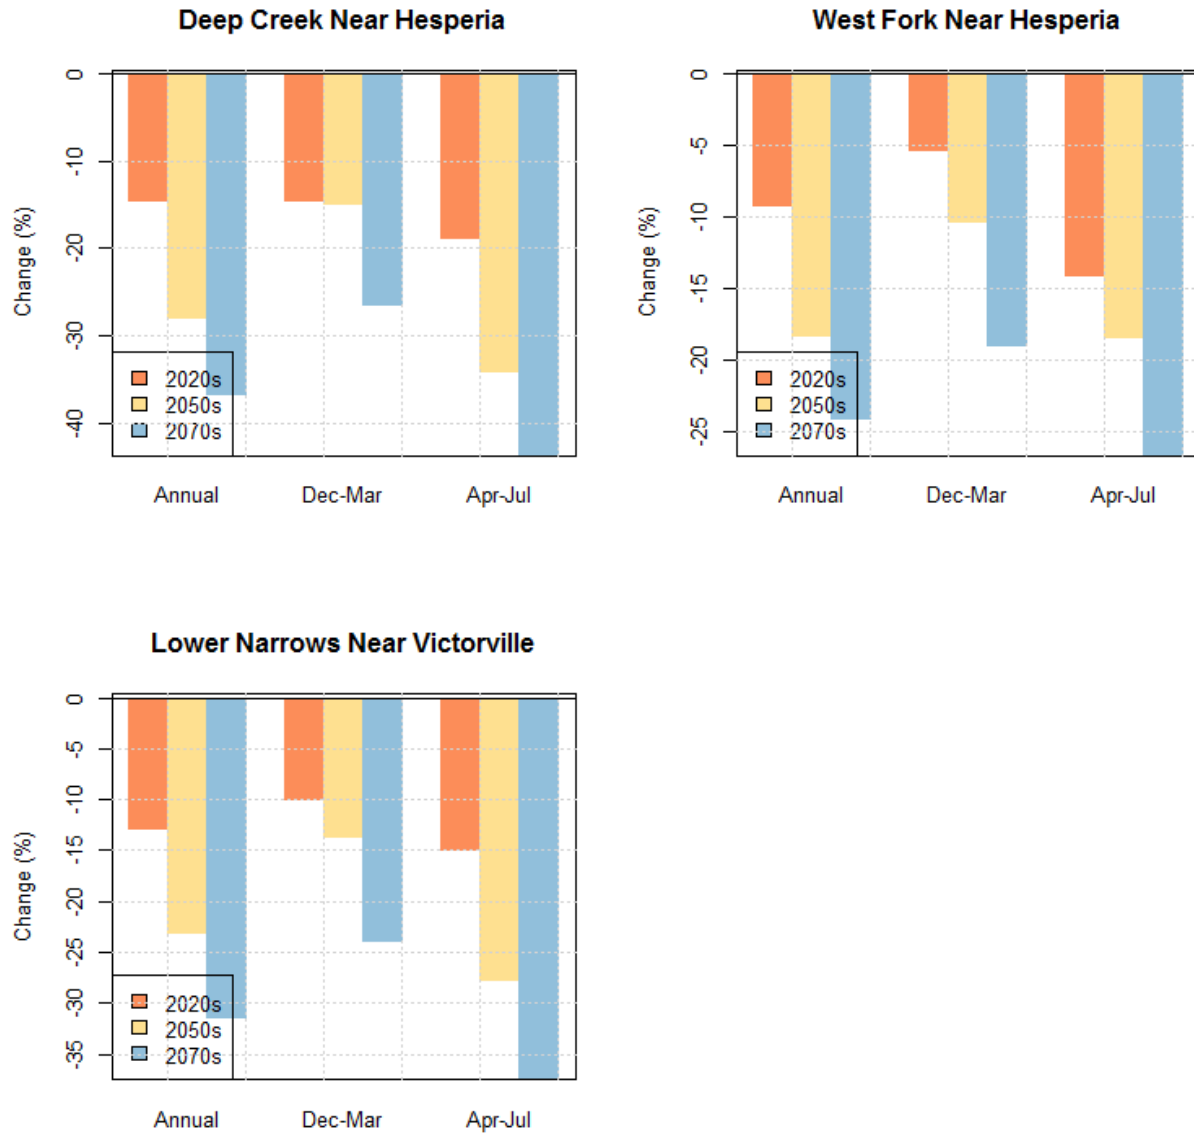 Deep Creek Near Hesperia
Change (%)
0
-10
-20
-30
-40
2020s
2050s
2070s
Annual Dec-Mar Apr-Jul
West Fork Near Hesperia
Change (%)
0
-5
-10
-15
-20
-25
2020s
2050s
2070s
Annual Dec-Mar Apr-Jul
Lower Narrows Near Victorville
Change (%)
0
-5
-10
-15
-20
-25
-30
-35
2020s
2050s
2070s
Annual Dec-Mar Apr-Jul